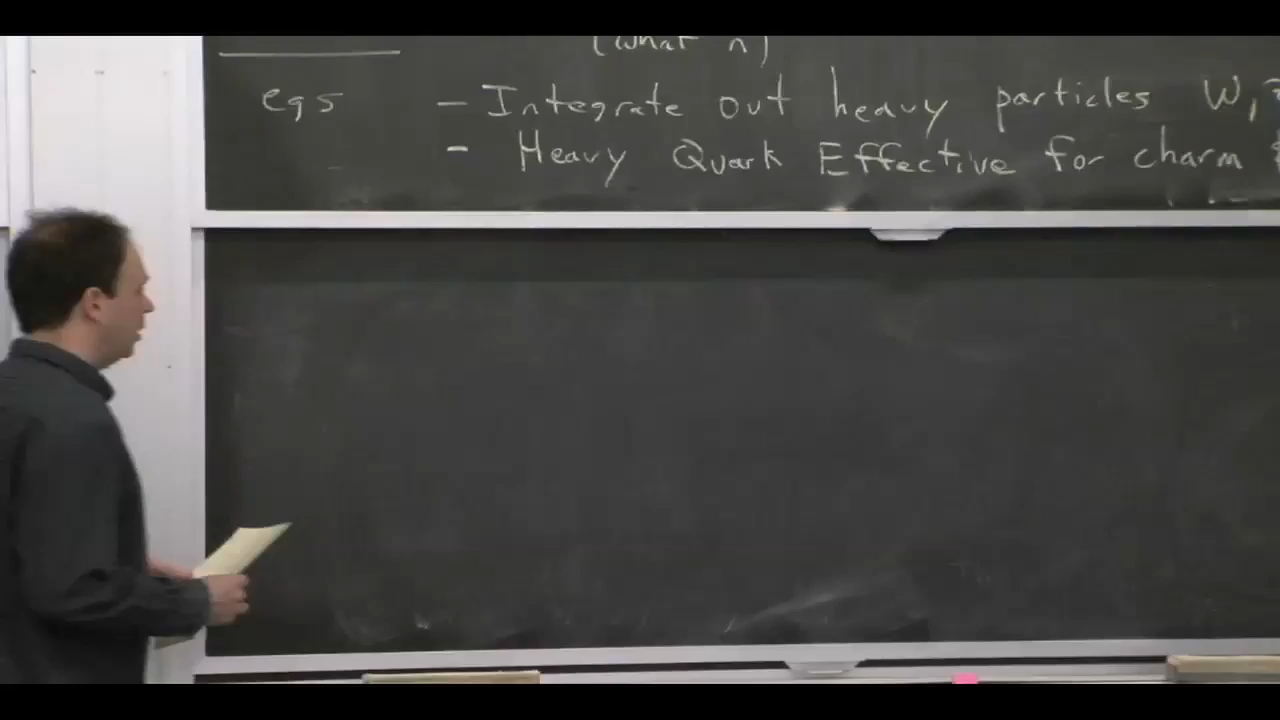 (what n)
egs - Integrate out heavy particles W,
- Heavy Quark Effective for charm